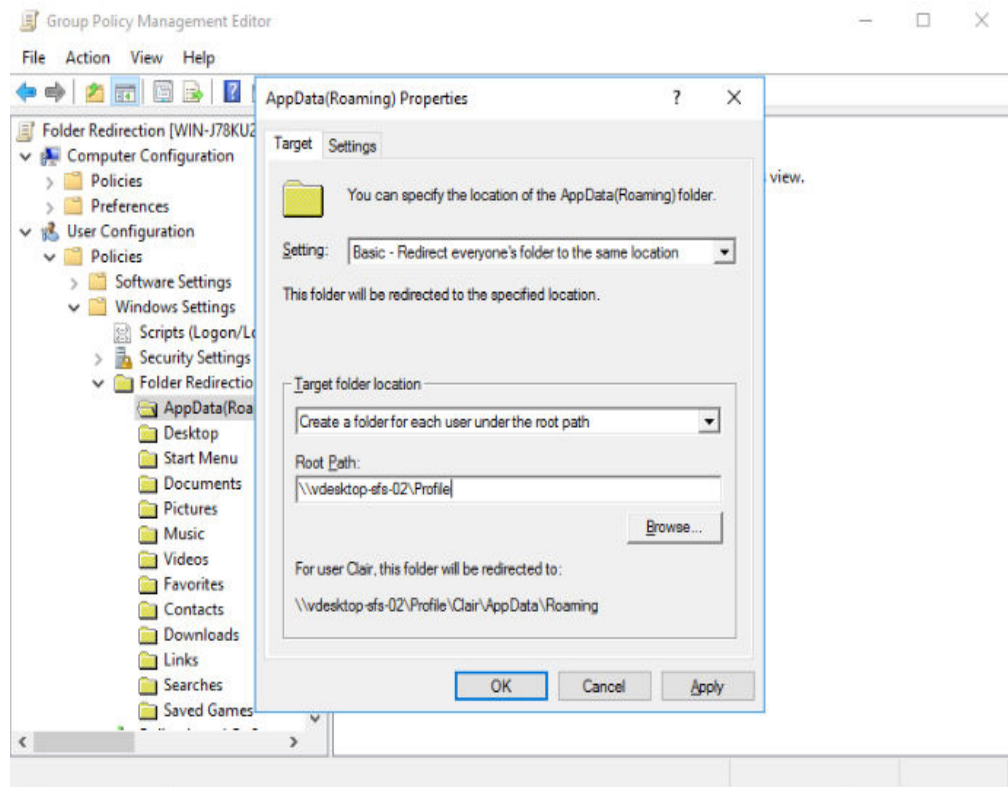 Group Policy Management Editor
File Action View Help
AppData(Roaming) Properties
Target Settings
You can specify the location of the AppData(Roaming) folder.
Setting: Basic - Redirect everyone's folder to the same location
This folder will be redirected to the specified location.
Target folder location
Create a folder for each user under the root path
Root Path:
\\vdesktop-sfs-02\Profile
Browse...
For user Clair, this folder will be redirected to:
\\vdesktop-sfs-02\Profile\Clair\AppData\Roaming
OK Cancel Apply
Folder Redirection [WIN-J78KU2
Computer Configuration
Policies
Preferences
User Configuration
Policies
Software Settings
Windows Settings
Scripts (Logon/Lo
Security Settings
Folder Redirectio
AppData(Roa
Desktop
Start Menu
Documents
Pictures
Music
Videos
Favorites
Contacts
Downloads
Links
Searches
Saved Games
view.